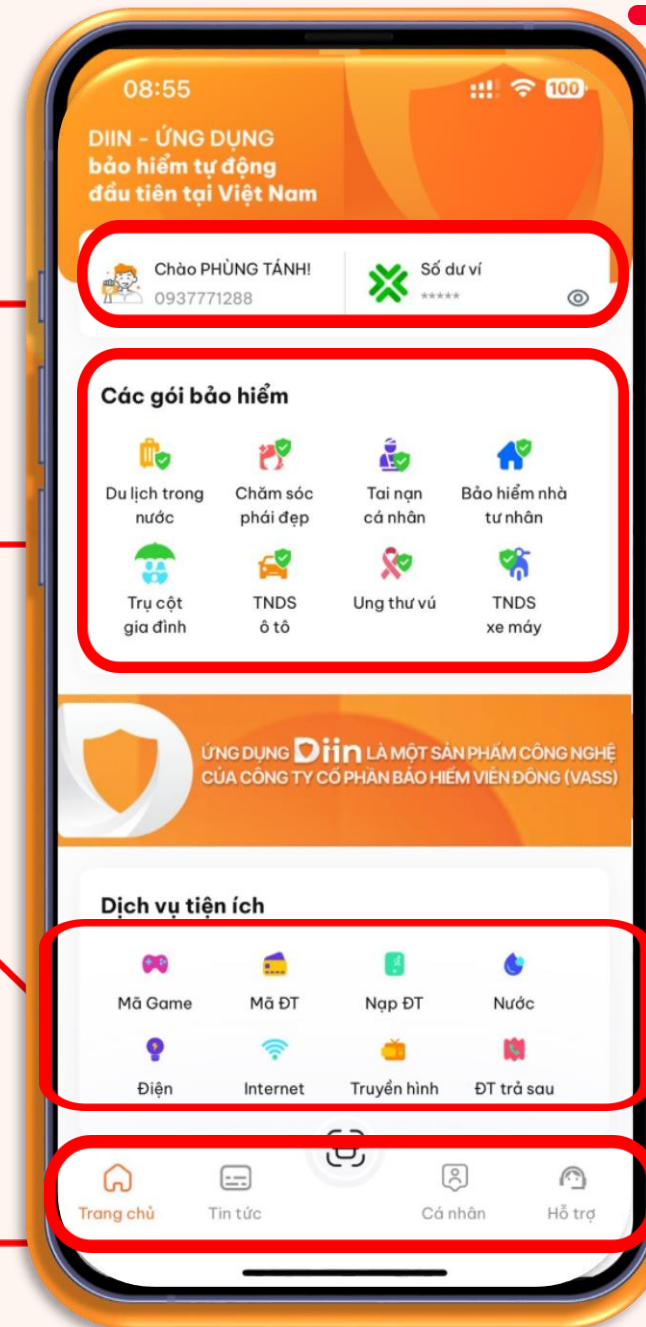 08:55
100
DIIN - ỨNG DỤNG
bảo hiểm tự động
đầu tiên tại Việt Nam
Chào PHÙNG TÁNH!
0937771288
Số dư ví
*****
Các gói bảo hiểm
Du lịch trong nước
Chăm sóc phái đẹp
Tai nạn cá nhân
Bảo hiểm nhà tư nhân
Trụ cột gia đình
TNDS ô tô
Ung thư vú
TNDS xe máy
ỨNG DỤNG Diin LÀ MỘT SẢN PHẨM CÔNG NGHỆ
CỦA CÔNG TY CỔ PHẦN BẢO HIỂM VIỄN ĐÔNG (VASS)
Dịch vụ tiện ích
Mã Game
Mã ĐT
Nạp ĐT
Nước
Điện
Internet
Truyền hình
ĐT trả sau
Trang chủ
Tin tức
Cá nhân
Hỗ trợ